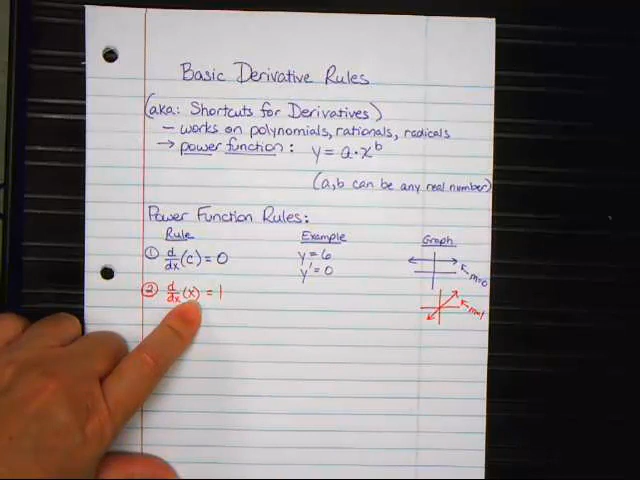 Basic Derivative Rules
(aka: Shortcuts for Derivatives)
– works on polynomials, rationals, radicals
→ power function: y = a·x^b
(a,b can be any real number)
Power Function Rules:
Rule Example Graph
① d/dx (c) = 0 y = 6 m=0
y' = 0
② d/dx (x) = 1 m=1